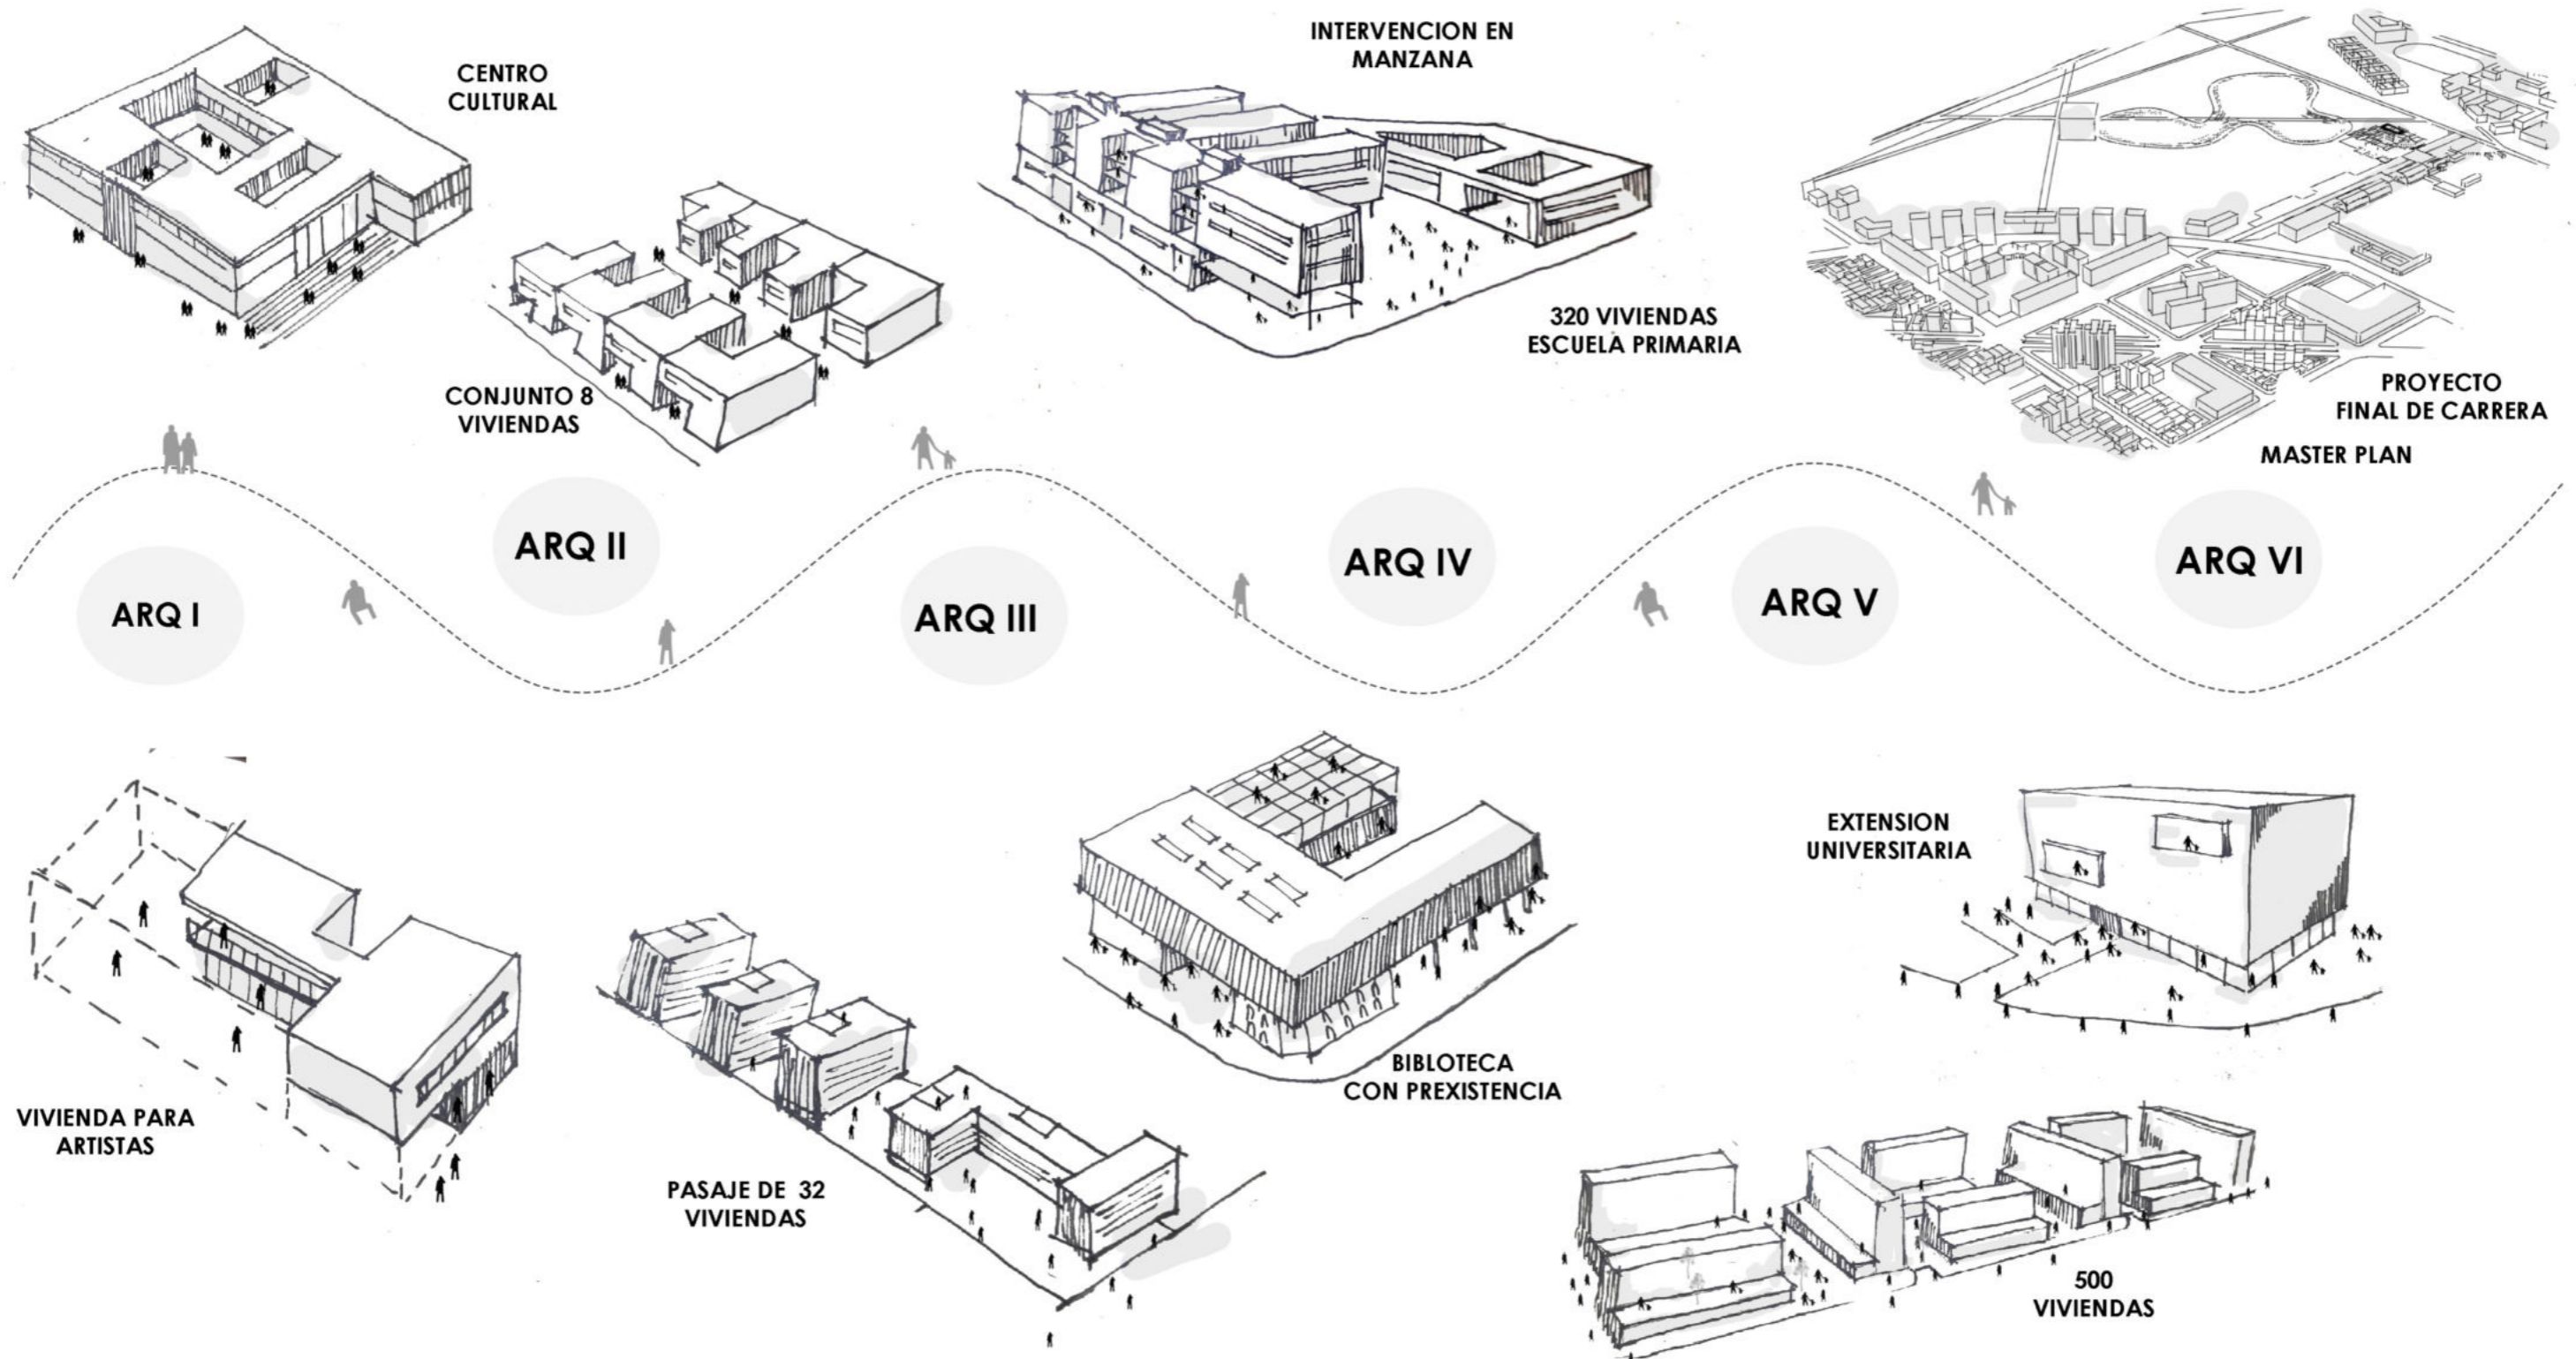 CENTRO
CULTURAL
CONJUNTO 8
VIVIENDAS
INTERVENCION EN
MANZANA
320 VIVIENDAS
ESCUELA PRIMARIA
PROYECTO
FINAL DE CARRERA
MASTER PLAN
ARQ I
ARQ II
ARQ III
ARQ IV
ARQ V
ARQ VI
VIVIENDA PARA
ARTISTAS
PASAJE DE 32
VIVIENDAS
BIBLOTECA
CON PREXISTENCIA
EXTENSION
UNIVERSITARIA
500
VIVIENDAS